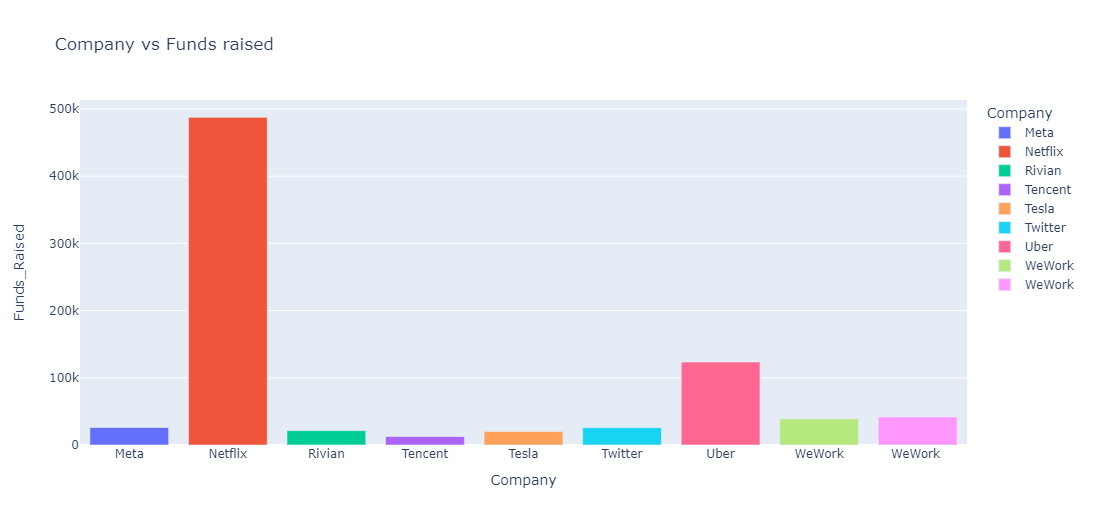 Company vs Funds raised
Company
Meta
Netflix
Rivian
Tencent
Tesla
Twitter
Uber
WeWork
WeWork
500k
400k
300k
200k
100k
0
Funds_Raised
Meta Netflix Rivian Tencent Tesla Twitter Uber WeWork WeWork
Company